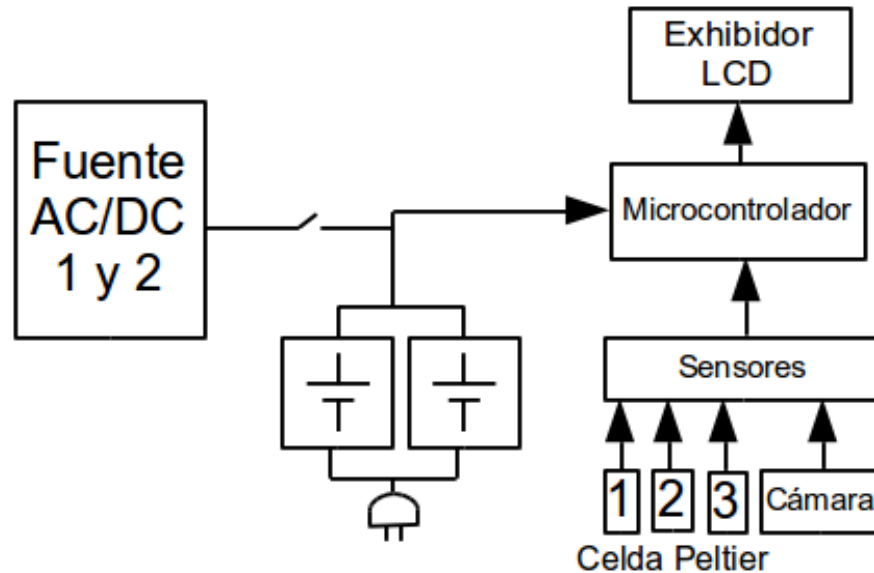 Exhibidor
LCD
Fuente
AC/DC
1 y 2
Microcontrolador
Sensores
1 2 3 Cámara
Celda Peltier